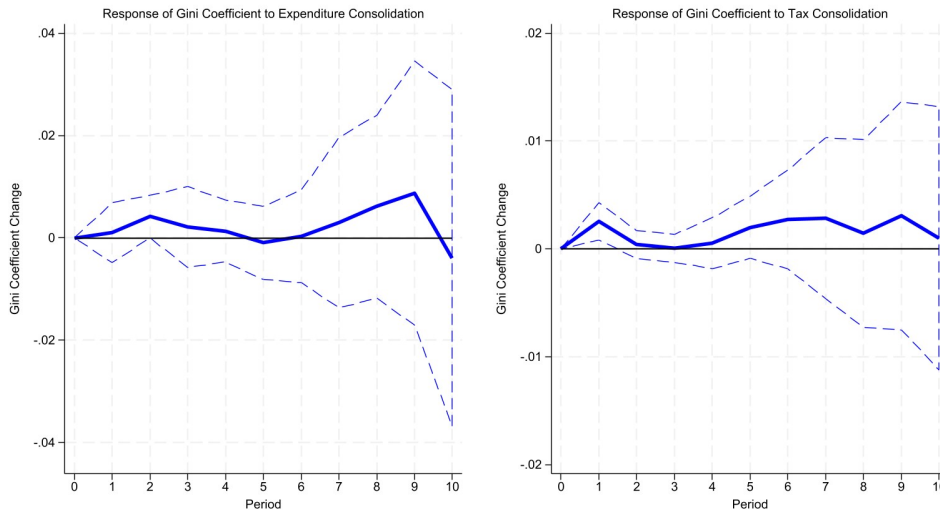 Response of Gini Coefficient to Expenditure Consolidation
.04
.02
0
-.02
-.04
Gini Coefficient Change
0 1 2 3 4 5 6 7 8 9 10
Period
Response of Gini Coefficient to Tax Consolidation
.02
.01
0
-.01
-.02
Gini Coefficient Change
0 1 2 3 4 5 6 7 8 9 10
Period